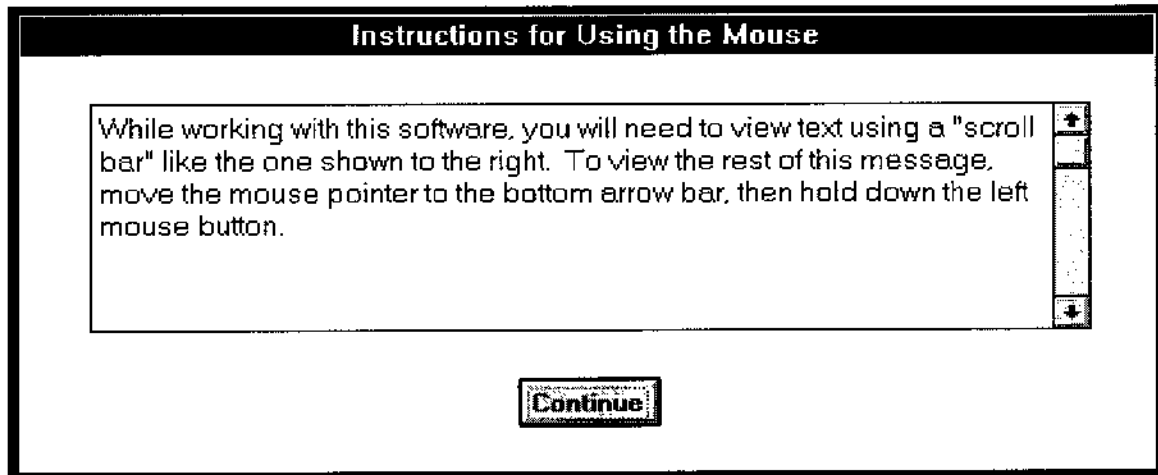 Instructions for Using the Mouse
While working with this software, you will need to view text using a "scroll
bar" like the one shown to the right.  To view the rest of this message,
move the mouse pointer to the bottom arrow bar, then hold down the left
mouse button.
Continue